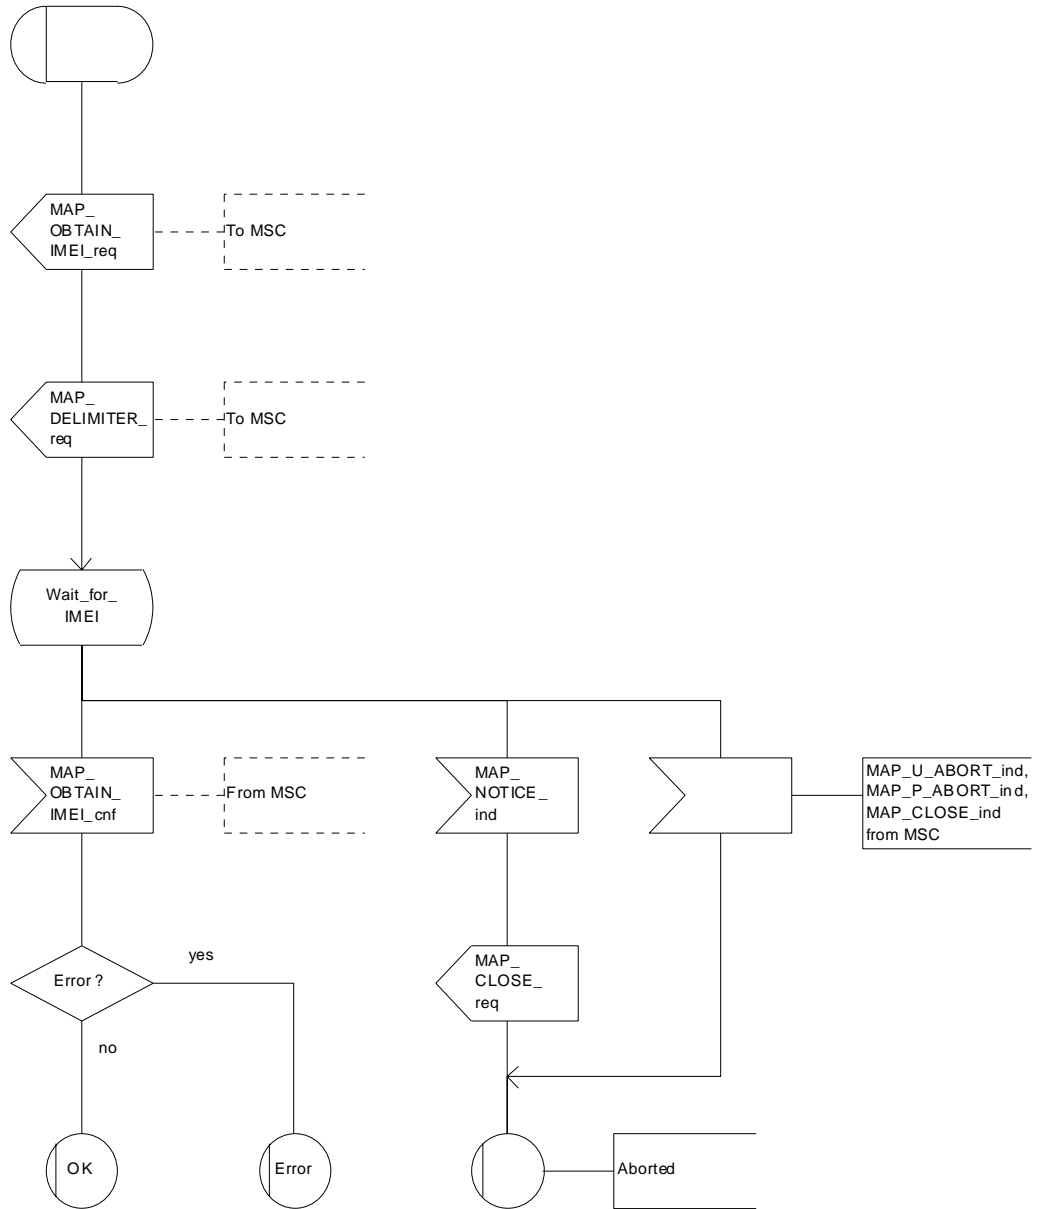 MAP_
OBTAIN_
IMEI_req
To MSC
MAP_
DELIMITER_
req
To MSC
Wait_for_
IMEI
MAP_
OBTAIN_
IMEI_cnf
From MSC
MAP_
NOTICE_
ind
MAP_U_ABORT_ind,
MAP_P_ABORT_ind,
MAP_CLOSE_ind
from MSC
Error ?
yes
no
MAP_
CLOSE_
req
OK
Error
Aborted